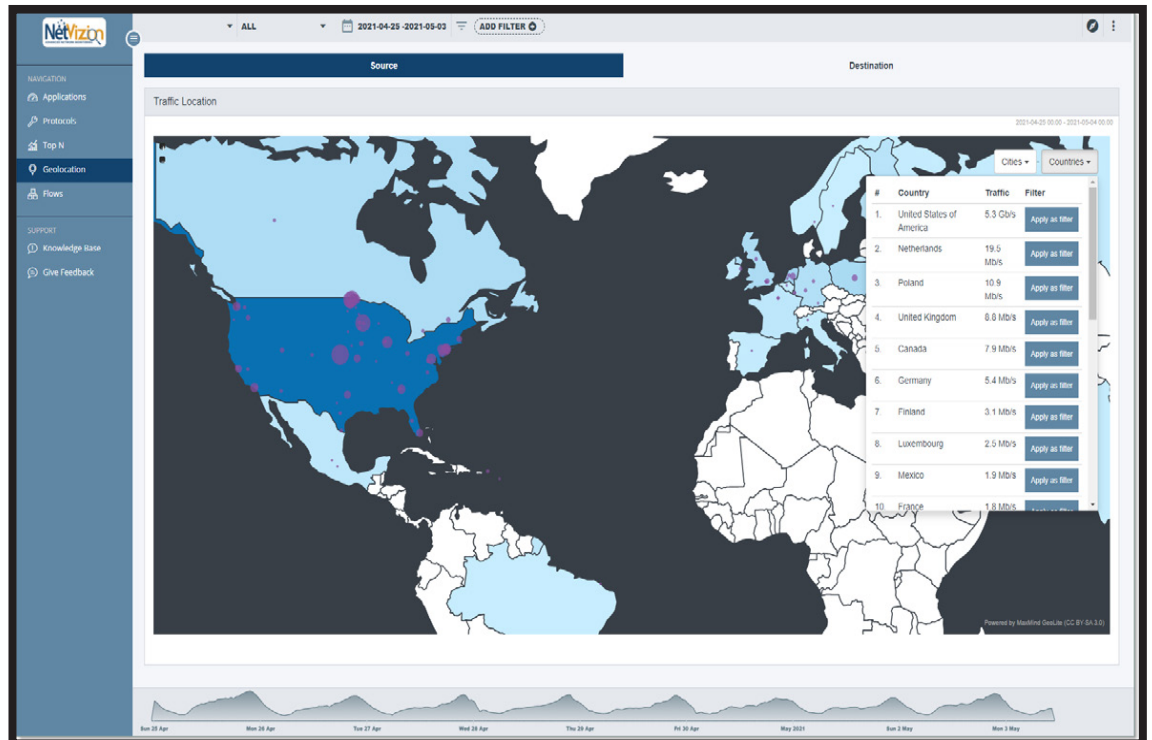 NetVizion
ALL
2021-04-25 -2021-05-03
ADD FILTER
Source
Destination
NAVIGATION
Applications
Protocols
Top N
Geolocation
Flows
SUPPORT
Knowledge Base
Give Feedback
Traffic Location
2021-04-25 00:00 - 2021-05-04 00:00
Cities
Countries
# Country Traffic Filter
1. United States of 5.3 Gb/s Apply as filter
America
2. Netherlands 19.5 Apply as filter
Mb/s
3. Poland 10.9 Apply as filter
Mb/s
4. United Kingdom 8.8 Mb/s Apply as filter
5. Canada 7.9 Mb/s Apply as filter
6. Germany 5.4 Mb/s Apply as filter
7. Finland 3.1 Mb/s Apply as filter
8. Luxembourg 2.5 Mb/s Apply as filter
9. Mexico 1.9 Mb/s Apply as filter
10. France 1.8 Mb/s Apply as filter
Powered by MaxMind GeoLite (CC BY-SA 3.0)
Sun 25 Apr Mon 26 Apr Tue 27 Apr Wed 28 Apr Thu 29 Apr Fri 30 Apr May 2021 Sun 2 May Mon 3 May